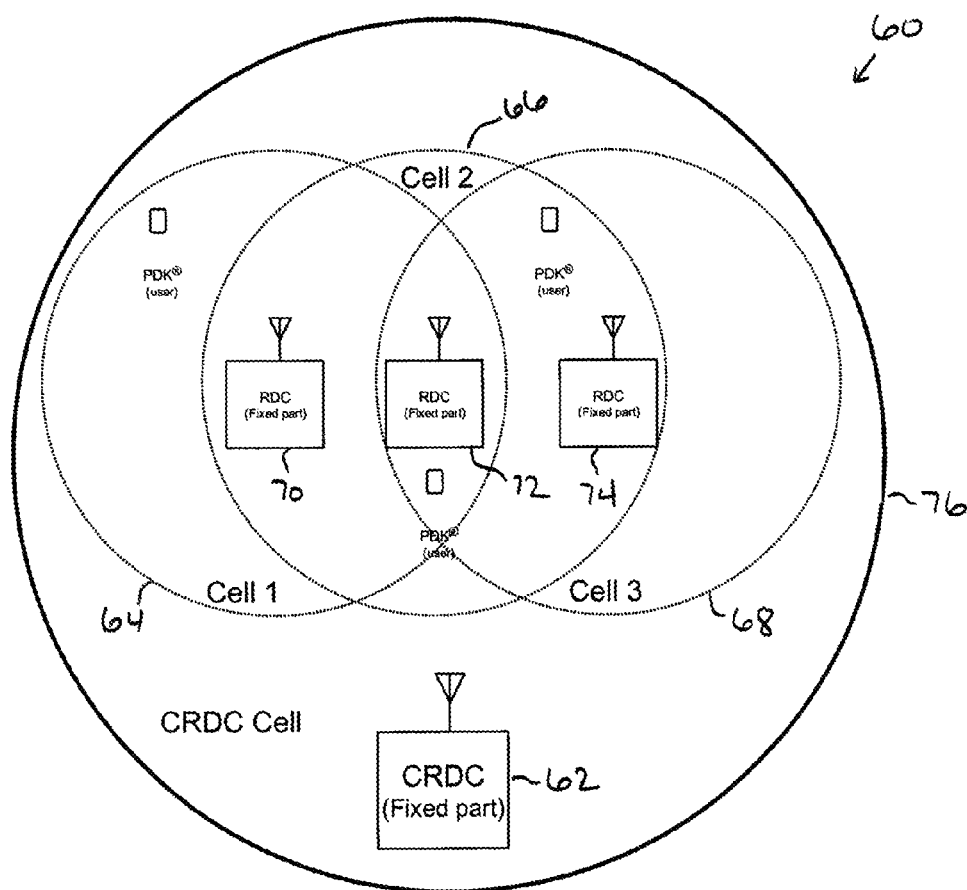 60
66
Cell 2
PDK®
(user)
PDK®
(user)
RDC
(Fixed part)
RDC
(Fixed part)
RDC
(Fixed part)
70
72
74
76
PDK®
(user)
Cell 1
Cell 3
64
68
CRDC Cell
CRDC
(Fixed part)
62